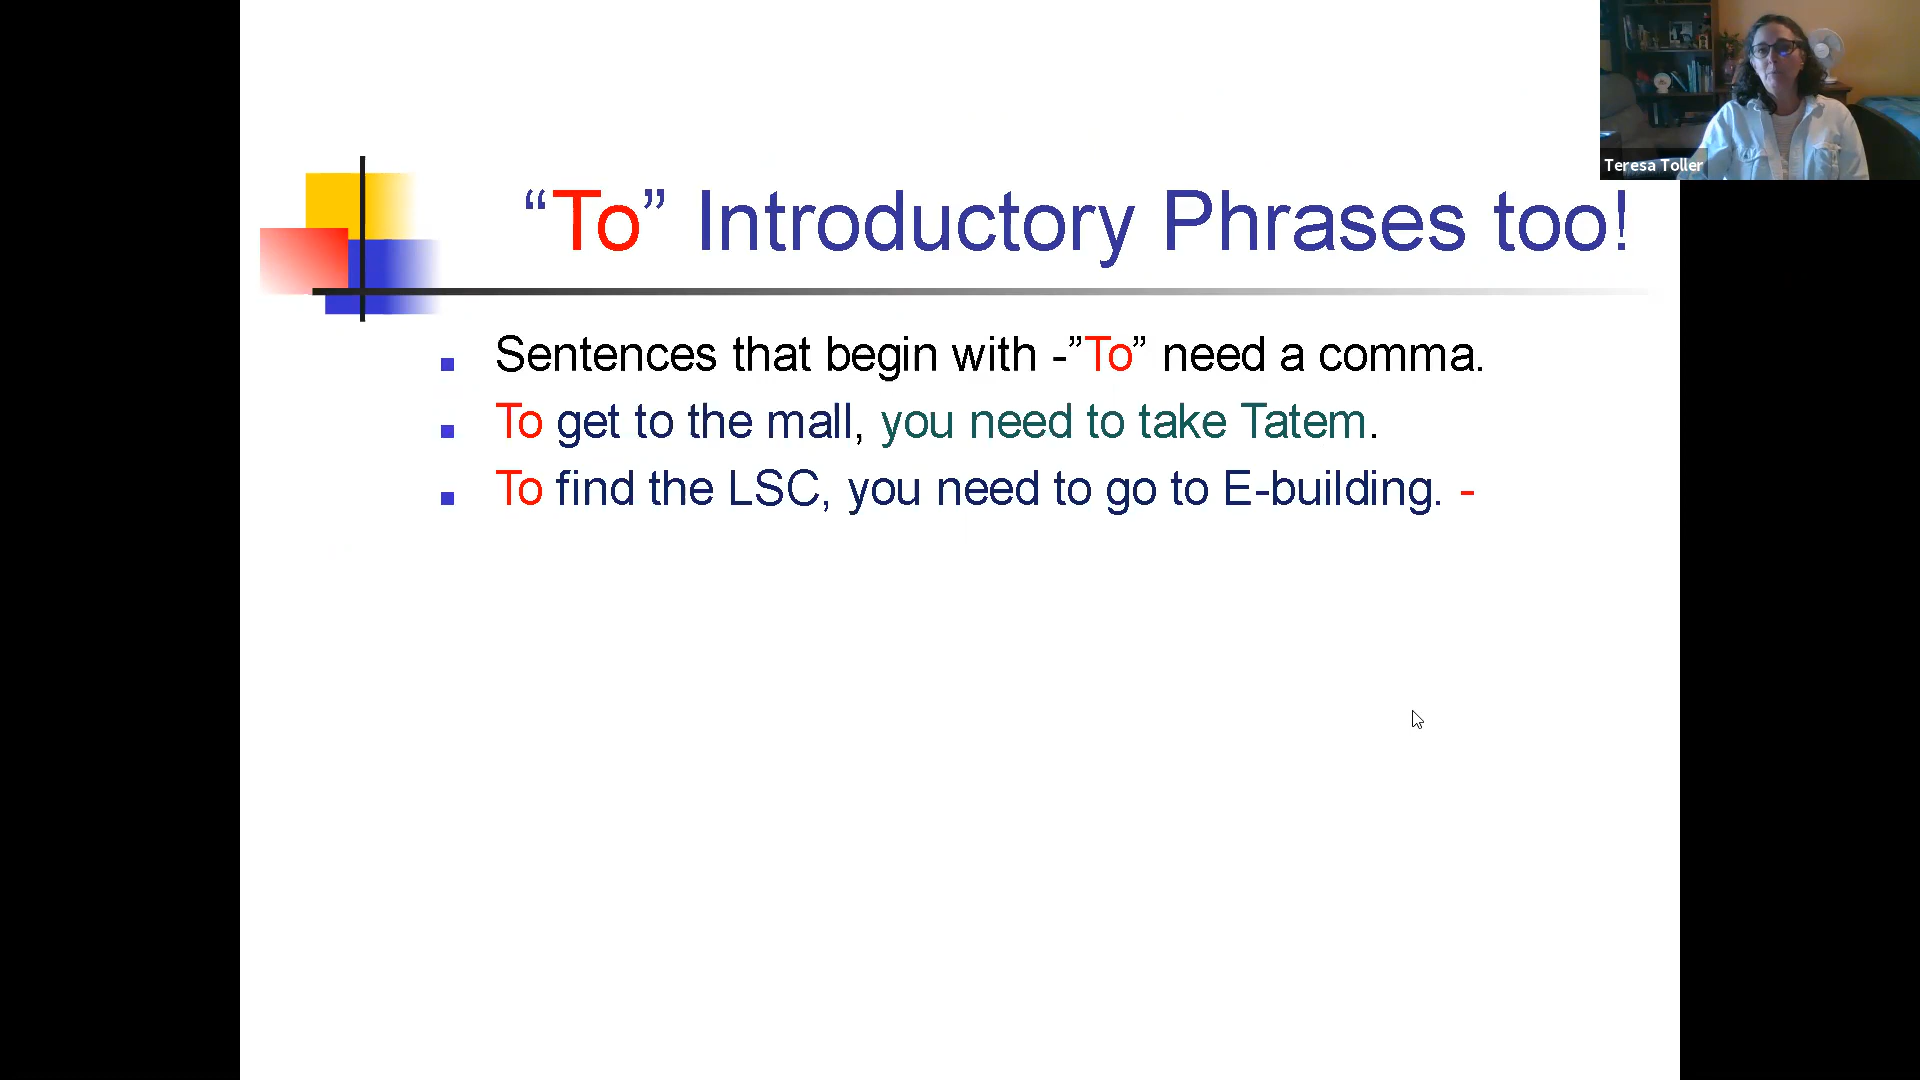 Teresa Toller
“To” Introductory Phrases too!
Sentences that begin with -”To” need a comma.
To get to the mall, you need to take Tatem.
To find the LSC, you need to go to E-building. -